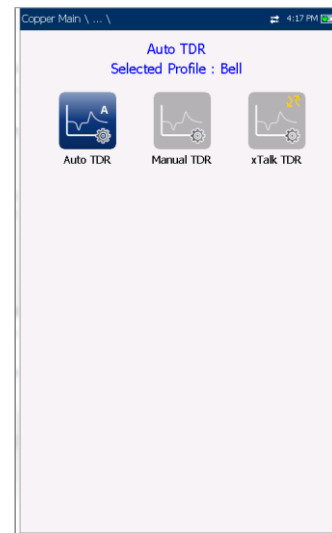 Copper Main \ ... \ 4:17 PM
Auto TDR
Selected Profile : Bell
A
Auto TDR Manual TDR xTalk TDR